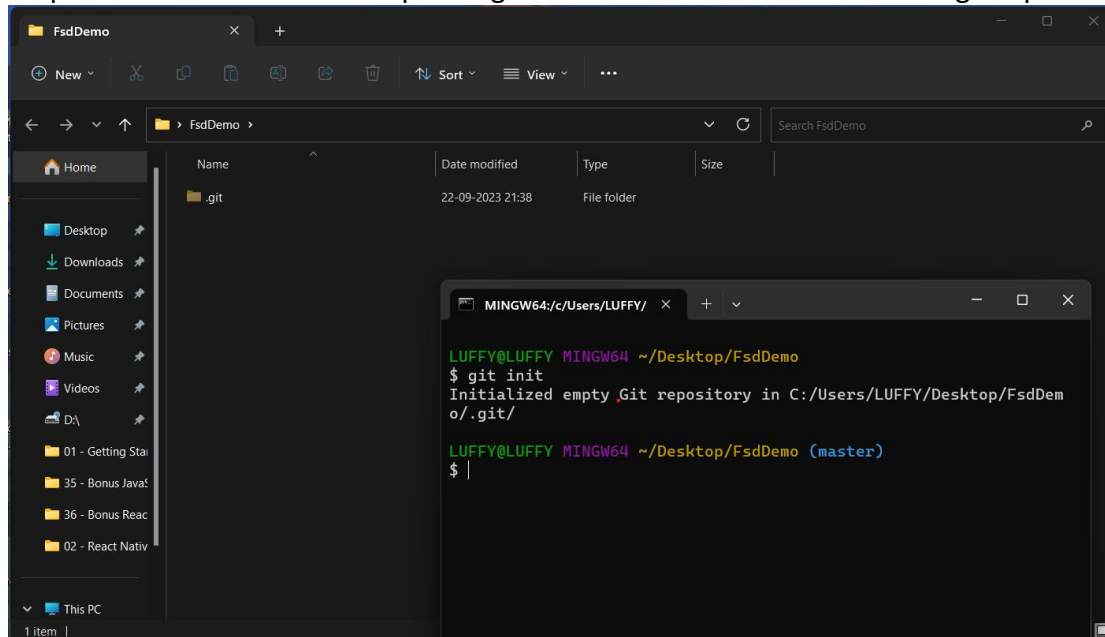 FsdDemo
New
Sort
View
FsdDemo
Search FsdDemo
Home
Name Date modified Type Size
.git 22-09-2023 21:38 File folder
Desktop
Downloads
Documents
Pictures
Music
Videos
D:\
01 - Getting Star
35 - Bonus JavaS
36 - Bonus Reac
02 - React Nativ
This PC
1 item
MINGW64:/c/Users/LUFFY/
LUFFY@LUFFY MINGW64 ~/Desktop/FsdDemo
$ git init
Initialized empty Git repository in C:/Users/LUFFY/Desktop/FsdDem
o/.git/
LUFFY@LUFFY MINGW64 ~/Desktop/FsdDemo (master)
$